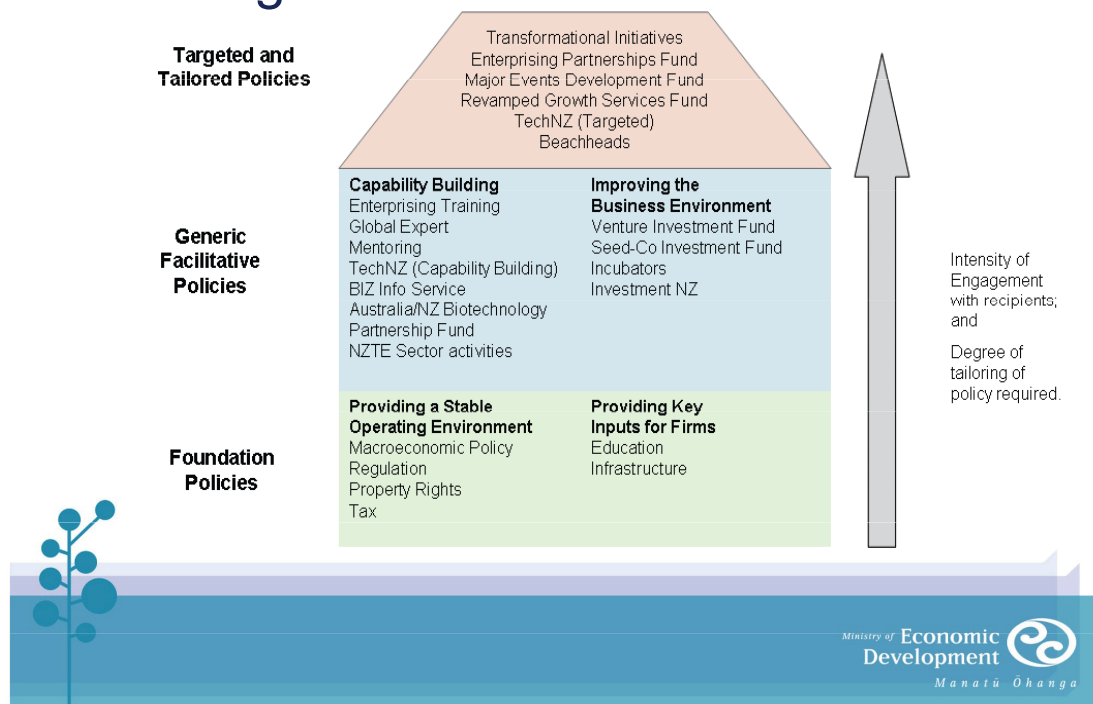 Targeted and
Tailored Policies
Transformational Initiatives
Enterprising Partnerships Fund
Major Events Development Fund
Revamped Growth Services Fund
TechNZ (Targeted)
Beachheads
Generic
Facilitative
Policies
Capability Building
Enterprising Training
Global Expert
Mentoring
TechNZ (Capability Building)
BIZ Info Service
Australia/NZ Biotechnology
Partnership Fund
NZTE Sector activities
Improving the
Business Environment
Venture Investment Fund
Seed-Co Investment Fund
Incubators
Investment NZ
Intensity of
Engagement
with recipients;
and
Degree of
tailoring of
policy required.
Foundation
Policies
Providing a Stable
Operating Environment
Macroeconomic Policy
Regulation
Property Rights
Tax
Providing Key
Inputs for Firms
Education
Infrastructure
Ministry of Economic
Development
Manatū Ōhanga